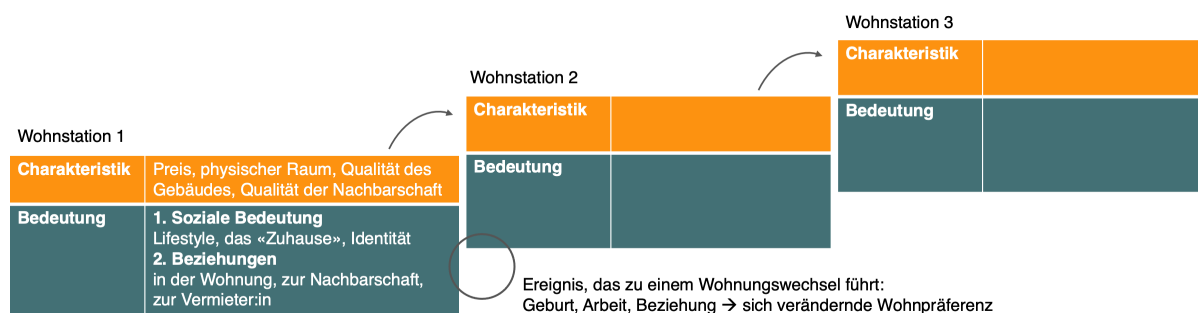 Wohnstation 1
Charakteristik
Preis, physischer Raum, Qualität des
Gebäudes, Qualität der Nachbarschaft
Bedeutung
1. Soziale Bedeutung
Lifestyle, das «Zuhause», Identität
2. Beziehungen
in der Wohnung, zur Nachbarschaft,
zur Vermieter:in
Wohnstation 2
Charakteristik
Bedeutung
Wohnstation 3
Charakteristik
Bedeutung
Ereignis, das zu einem Wohnungswechsel führt:
Geburt, Arbeit, Beziehung → sich verändernde Wohnpräferenz